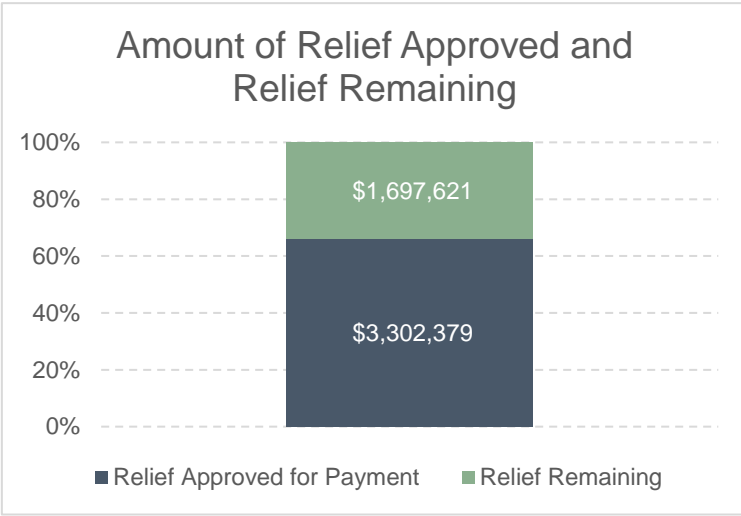 Amount of Relief Approved and
Relief Remaining
100%
80%
60%
40%
20%
0%
$1,697,621
$3,302,379
Relief Approved for Payment
Relief Remaining